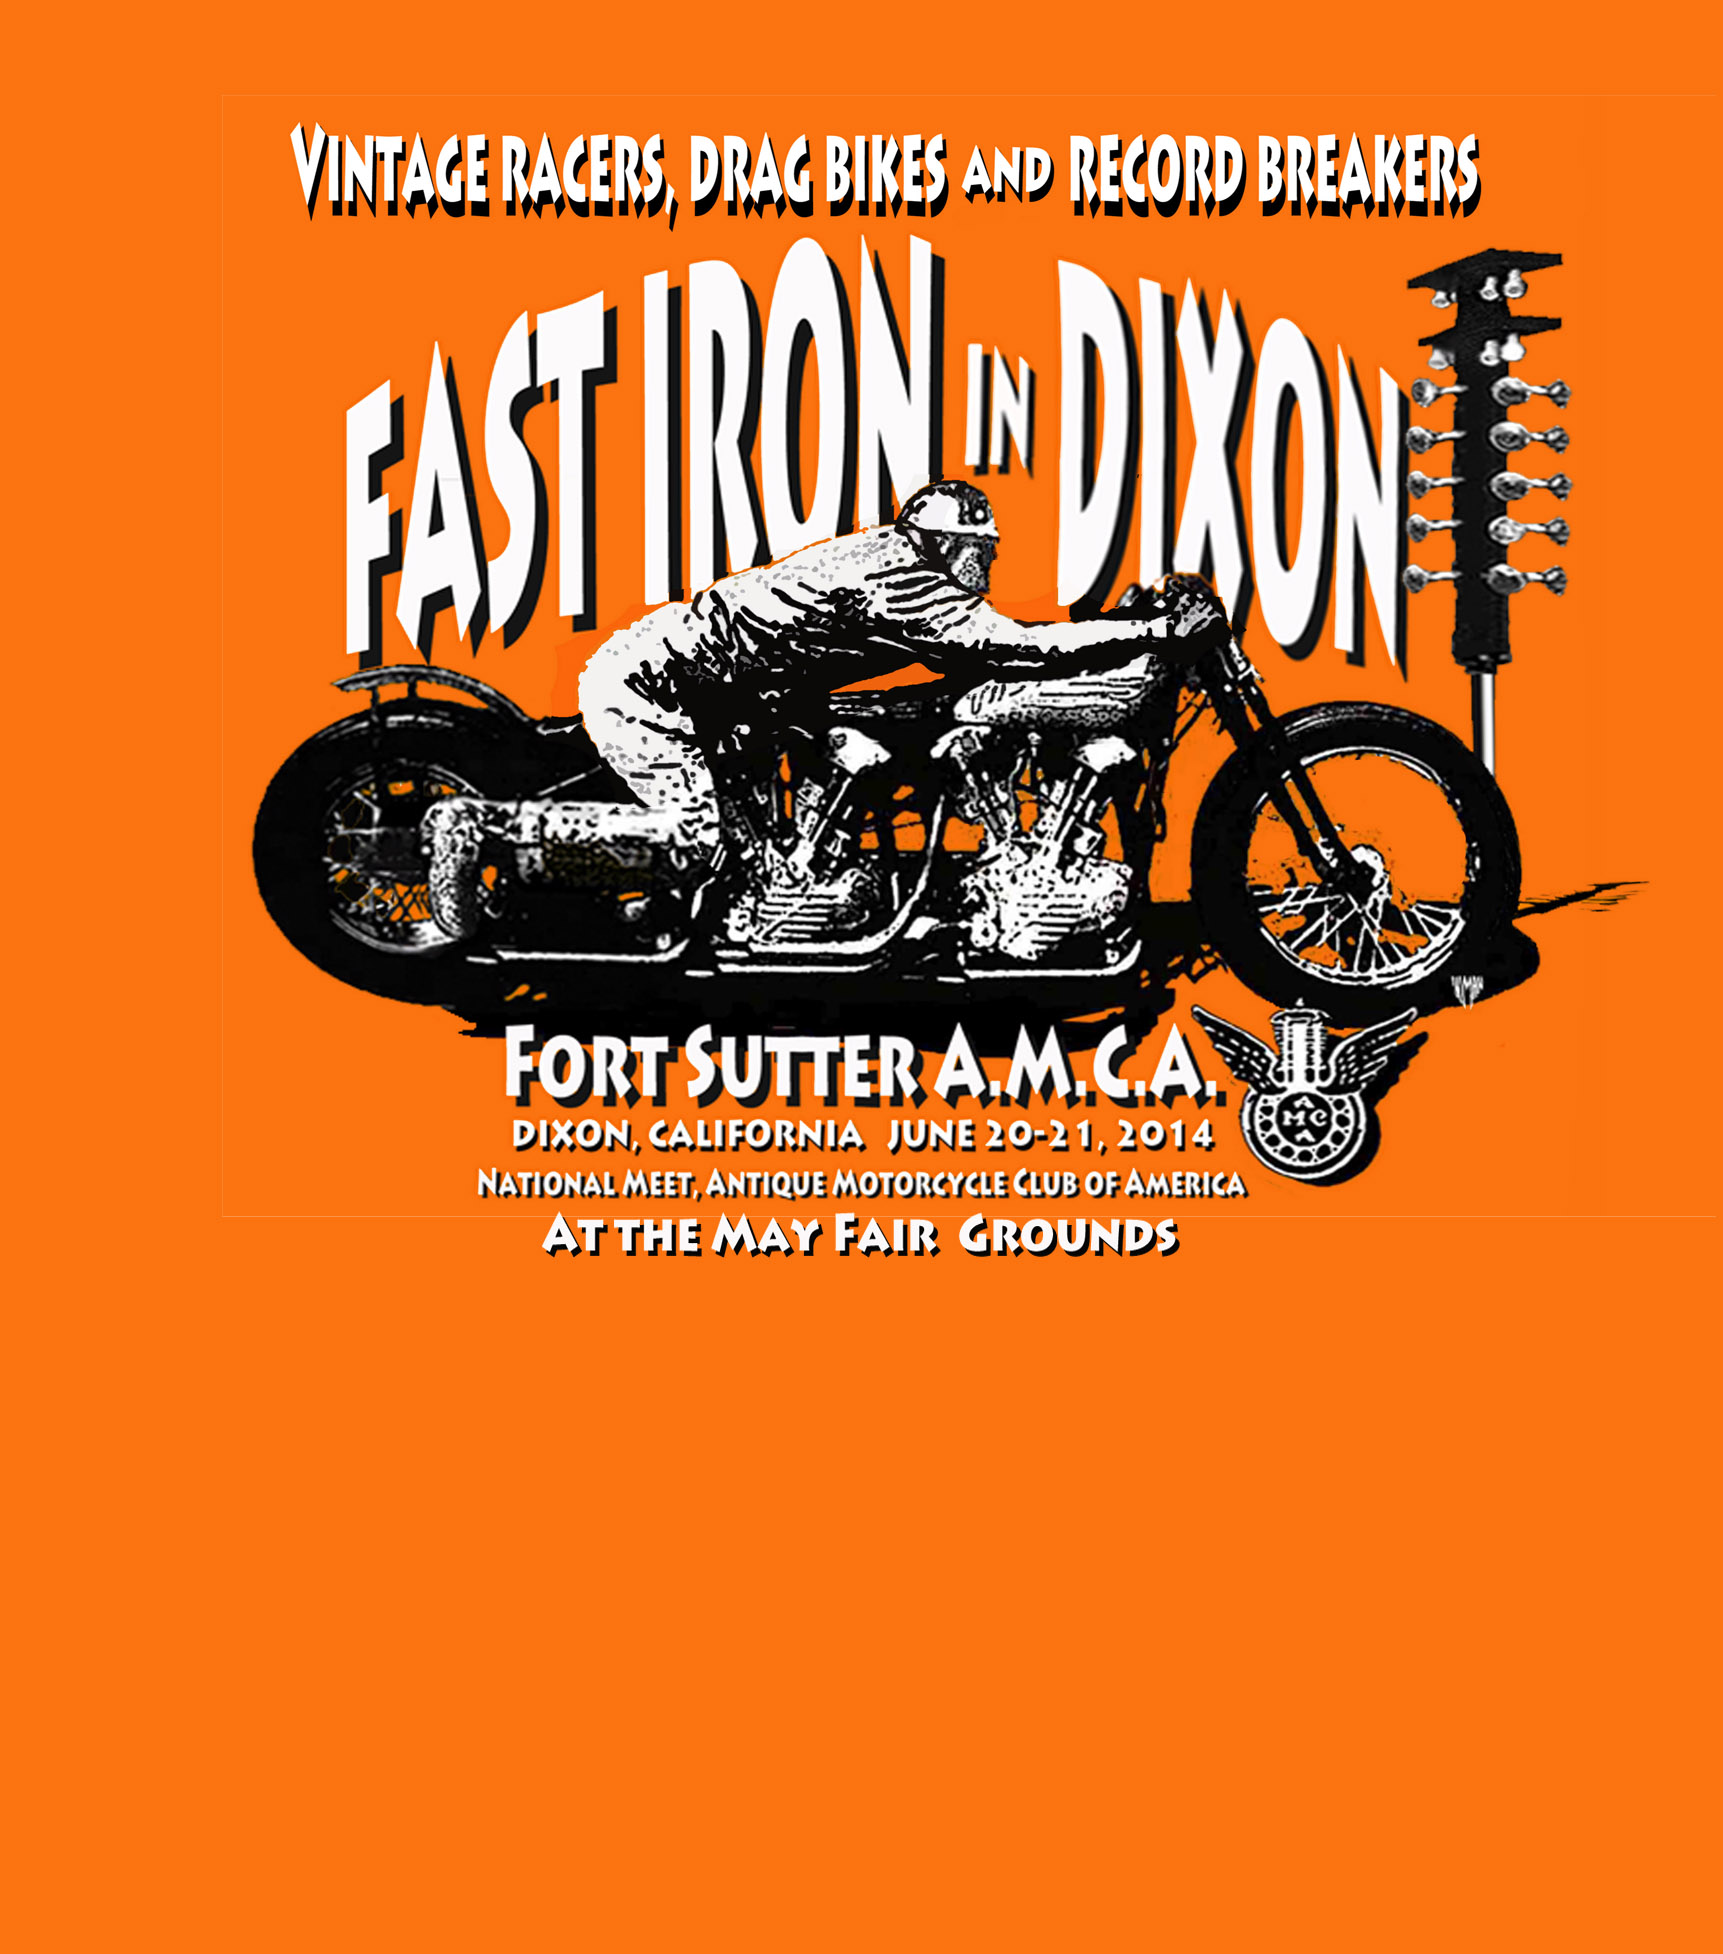 VINTAGE RACERS, DRAG BIKES AND RECORD BREAKERS
FAST IRON IN DIXON
FORT SUTTER A.M.C.A.
DIXON, CALIFORNIA JUNE 20-21, 2014
NATIONAL MEET, ANTIQUE MOTORCYCLE CLUB OF AMERICA
AT THE MAY FAIR GROUNDS
A
M C
A